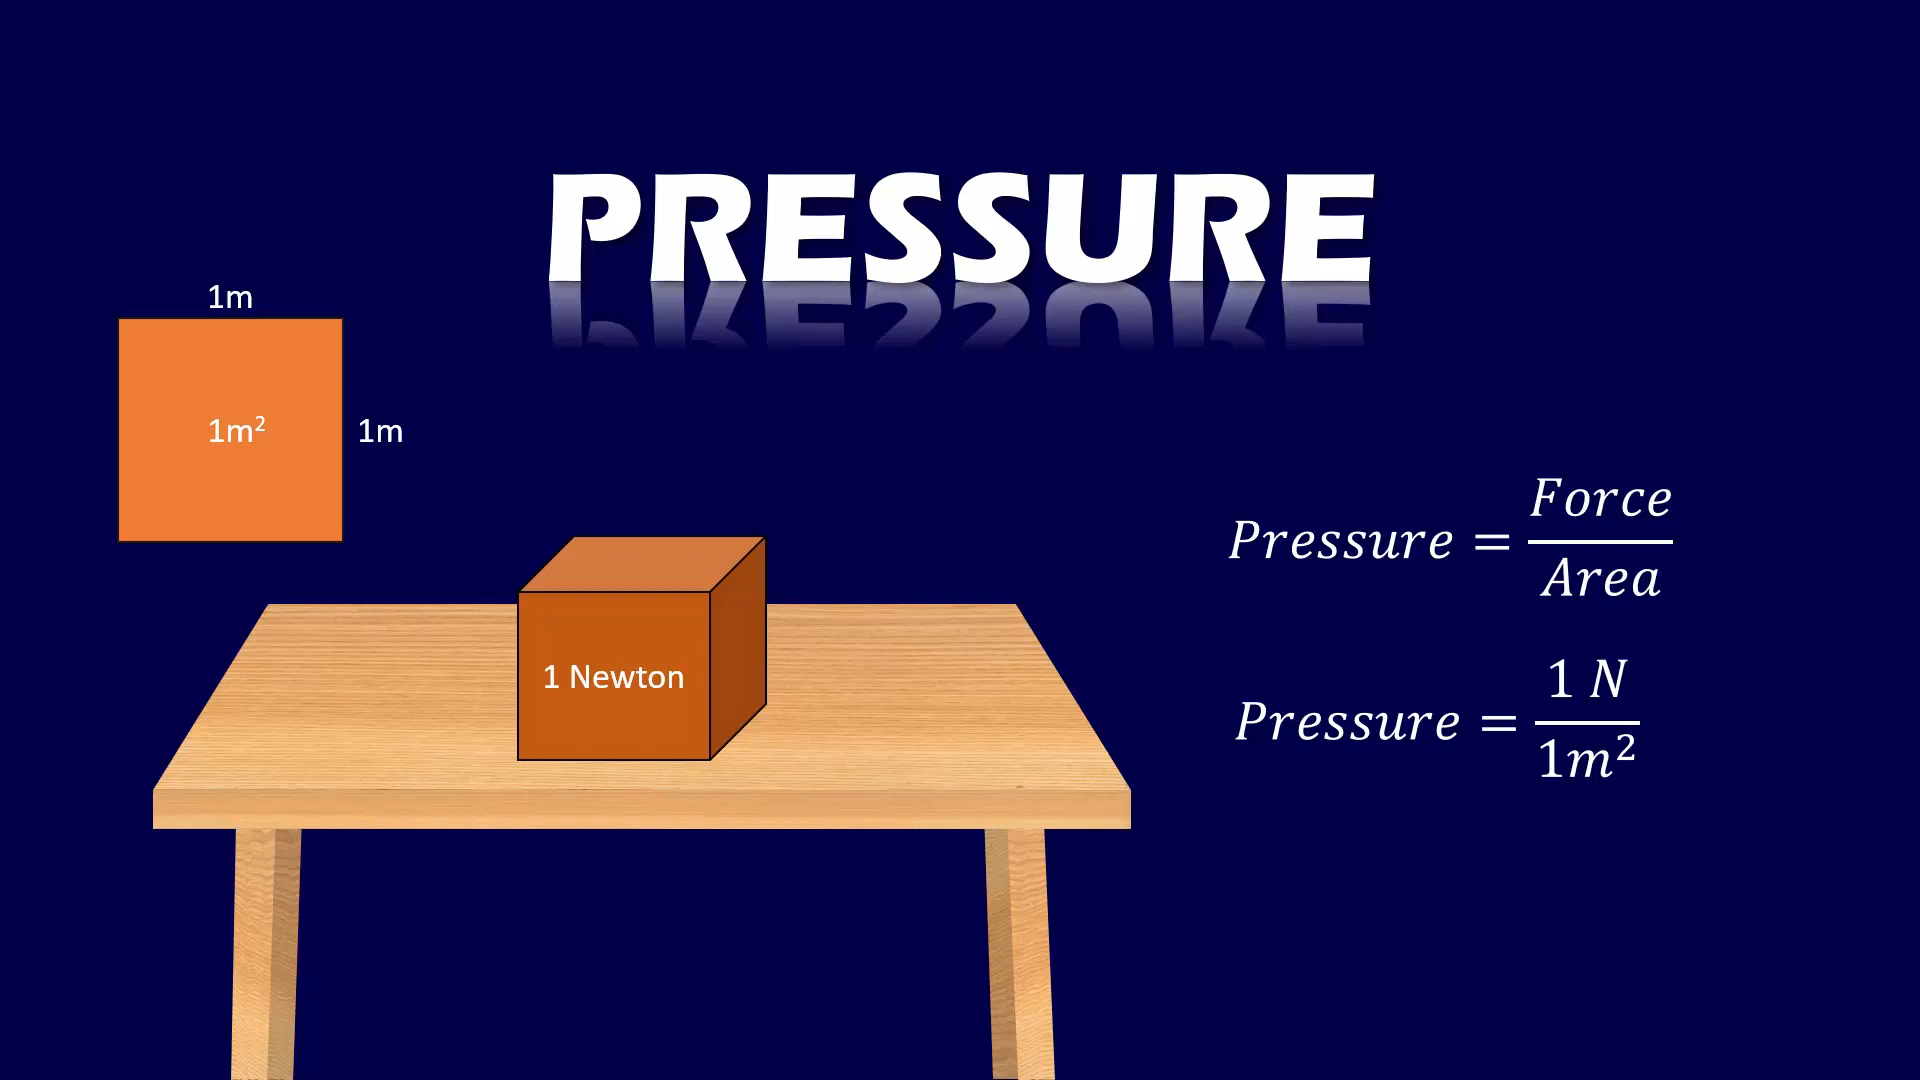 PRESSURE
1m
1m²
1m
1 Newton
Pressure = Force / Area
Pressure = 1 N / 1m²